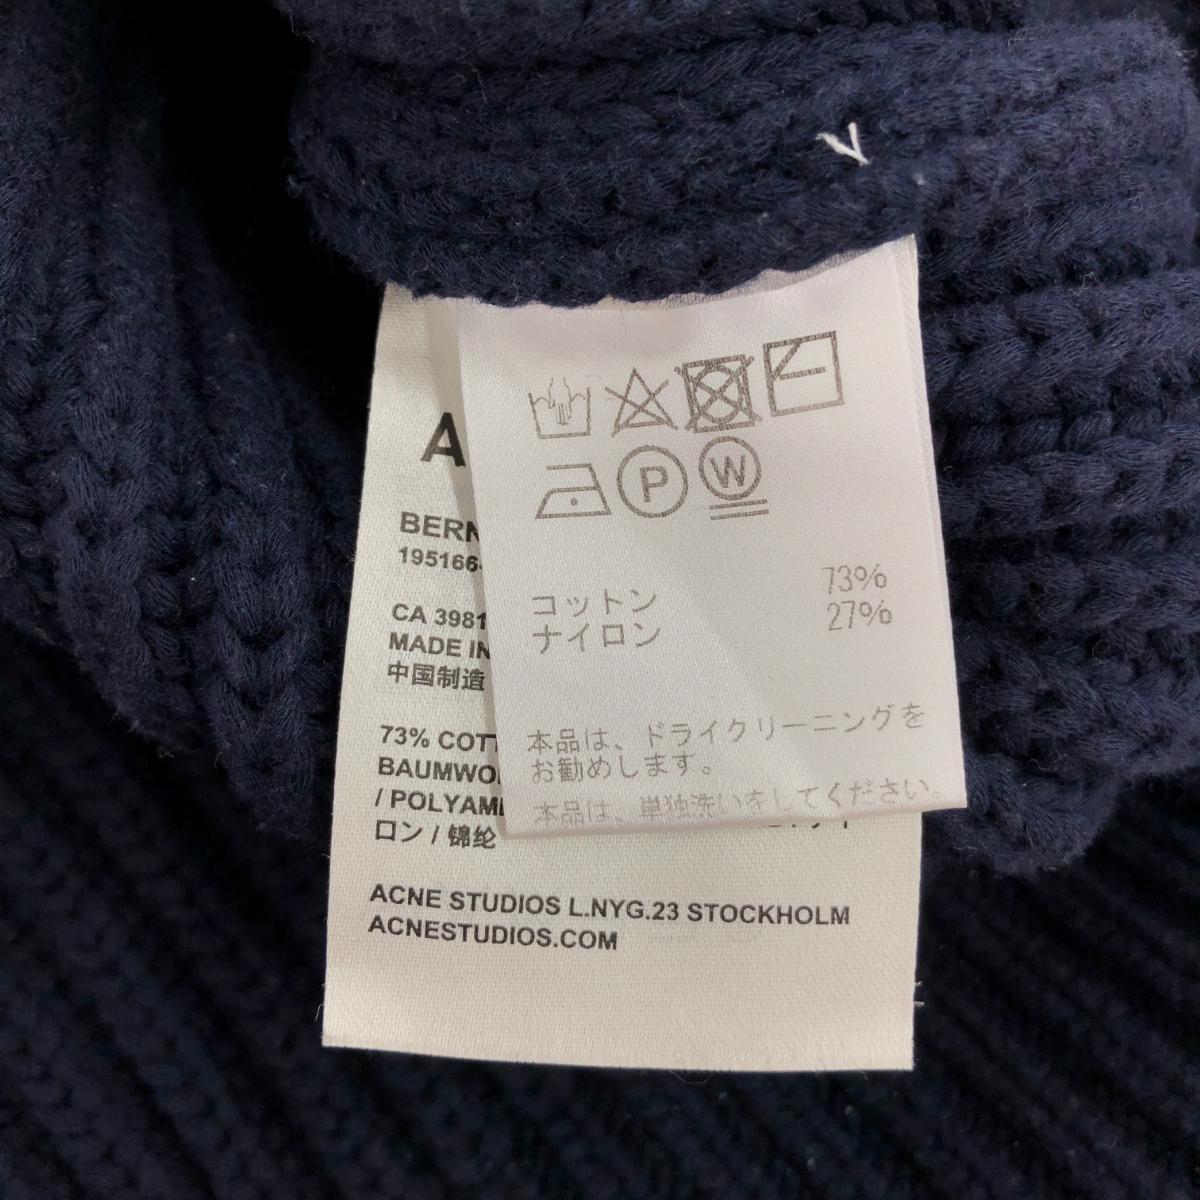 P
W
コットン 73%
ナイロン 27%
本品は、ドライクリーニングを
お勧めします。
本品は、単独洗いをしてください。
A
BERN
195166
CA 3981
MADE IN
中国制造
73% COTT
BAUMWO
/ POLYAMI
ロン / 锦纶
ACNE STUDIOS L.NYG.23 STOCKHOLM
ACNESTUDIOS.COM